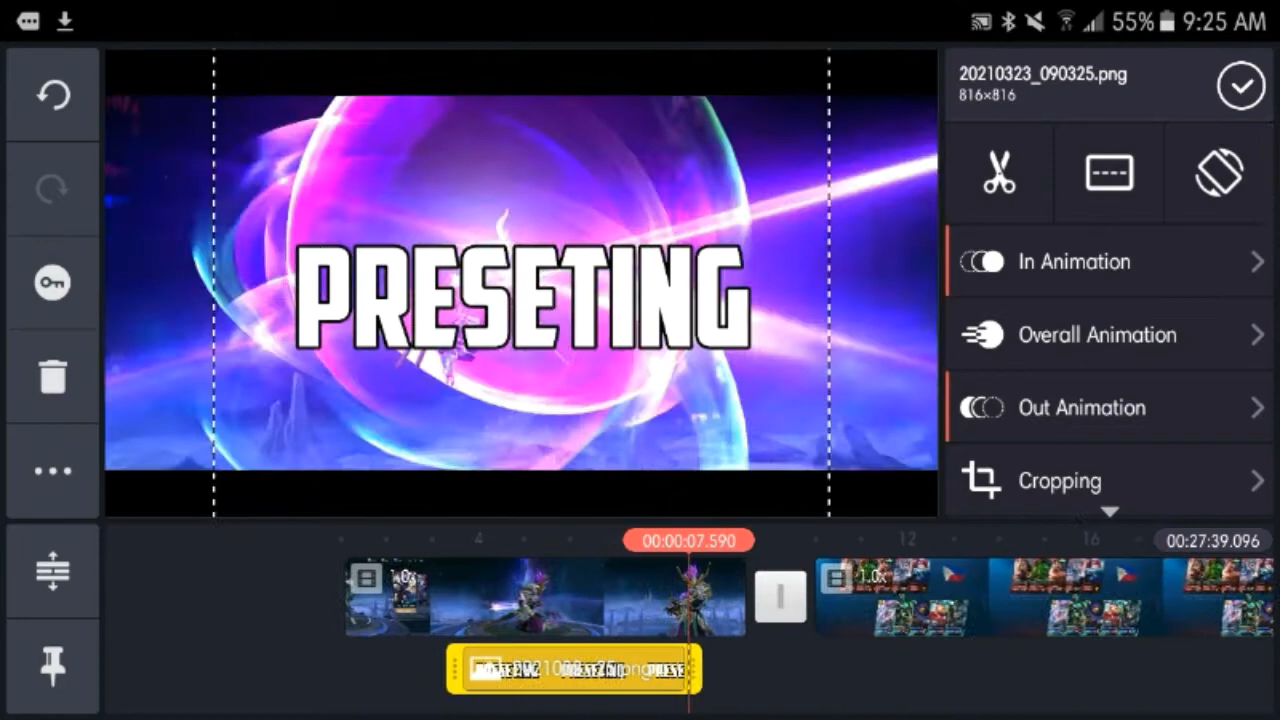 55% 9:25 AM
20210323_090325.png
816×816
PRESETING
In Animation
Overall Animation
Out Animation
Cropping
4
00:00:07.590
12
16
00:27:39.096
1.0x
1.0x